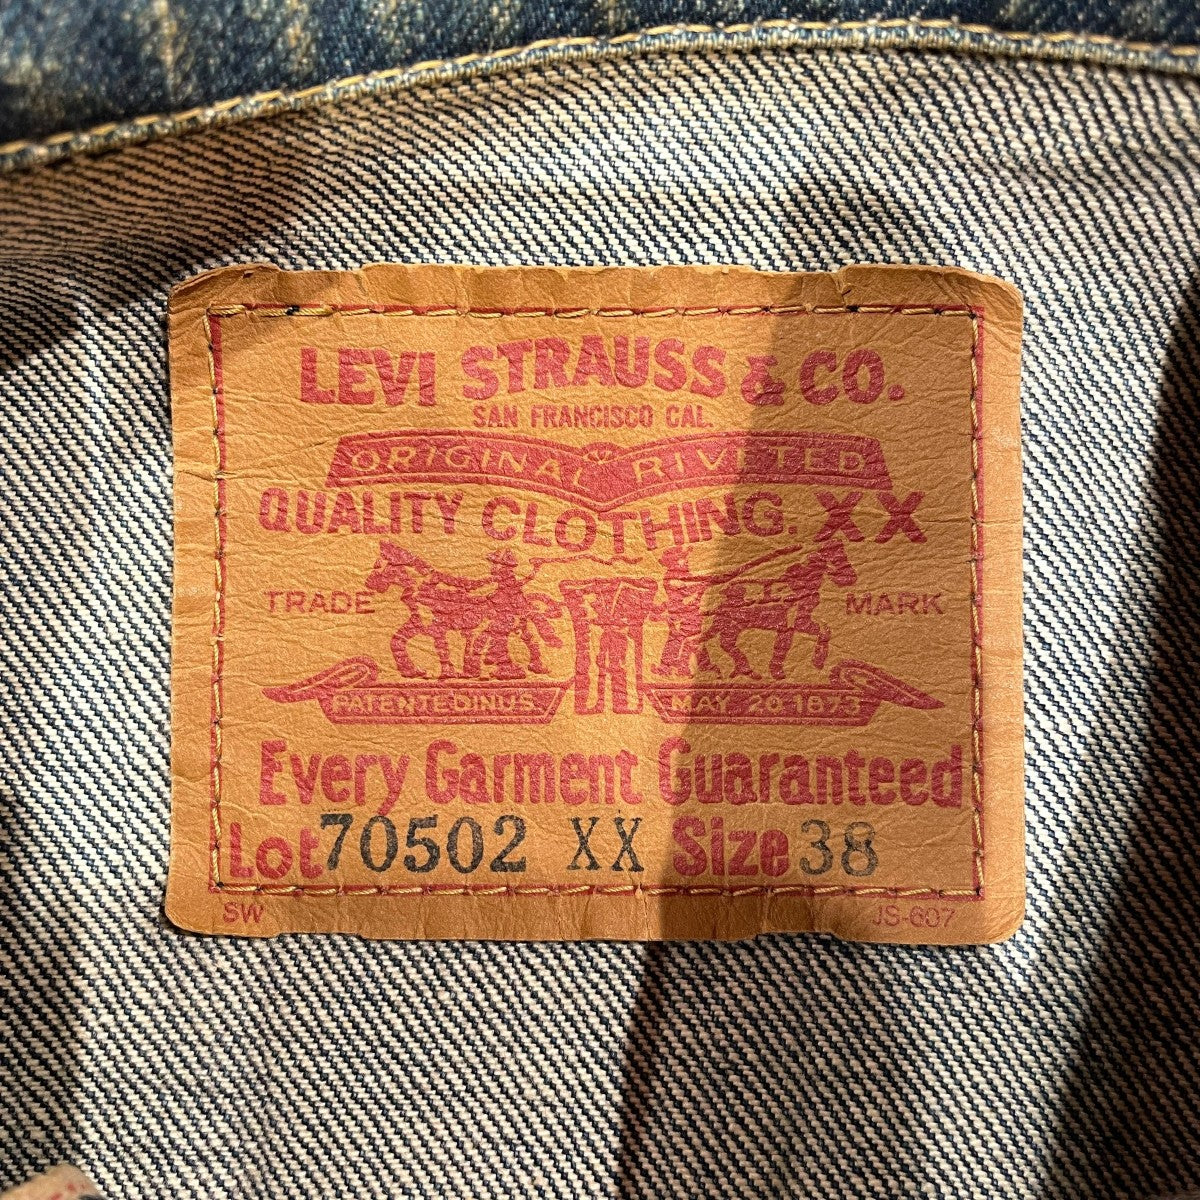 LEVI STRAUSS & CO.
SAN FRANCISCO CAL.
ORIGINAL RIVETED
QUALITY CLOTHING. XX
TRADE MARK
PATENTED IN U.S. MAY 20 1873
Every Garment Guaranteed
Lot 70502 XX Size 38
SW JS-607